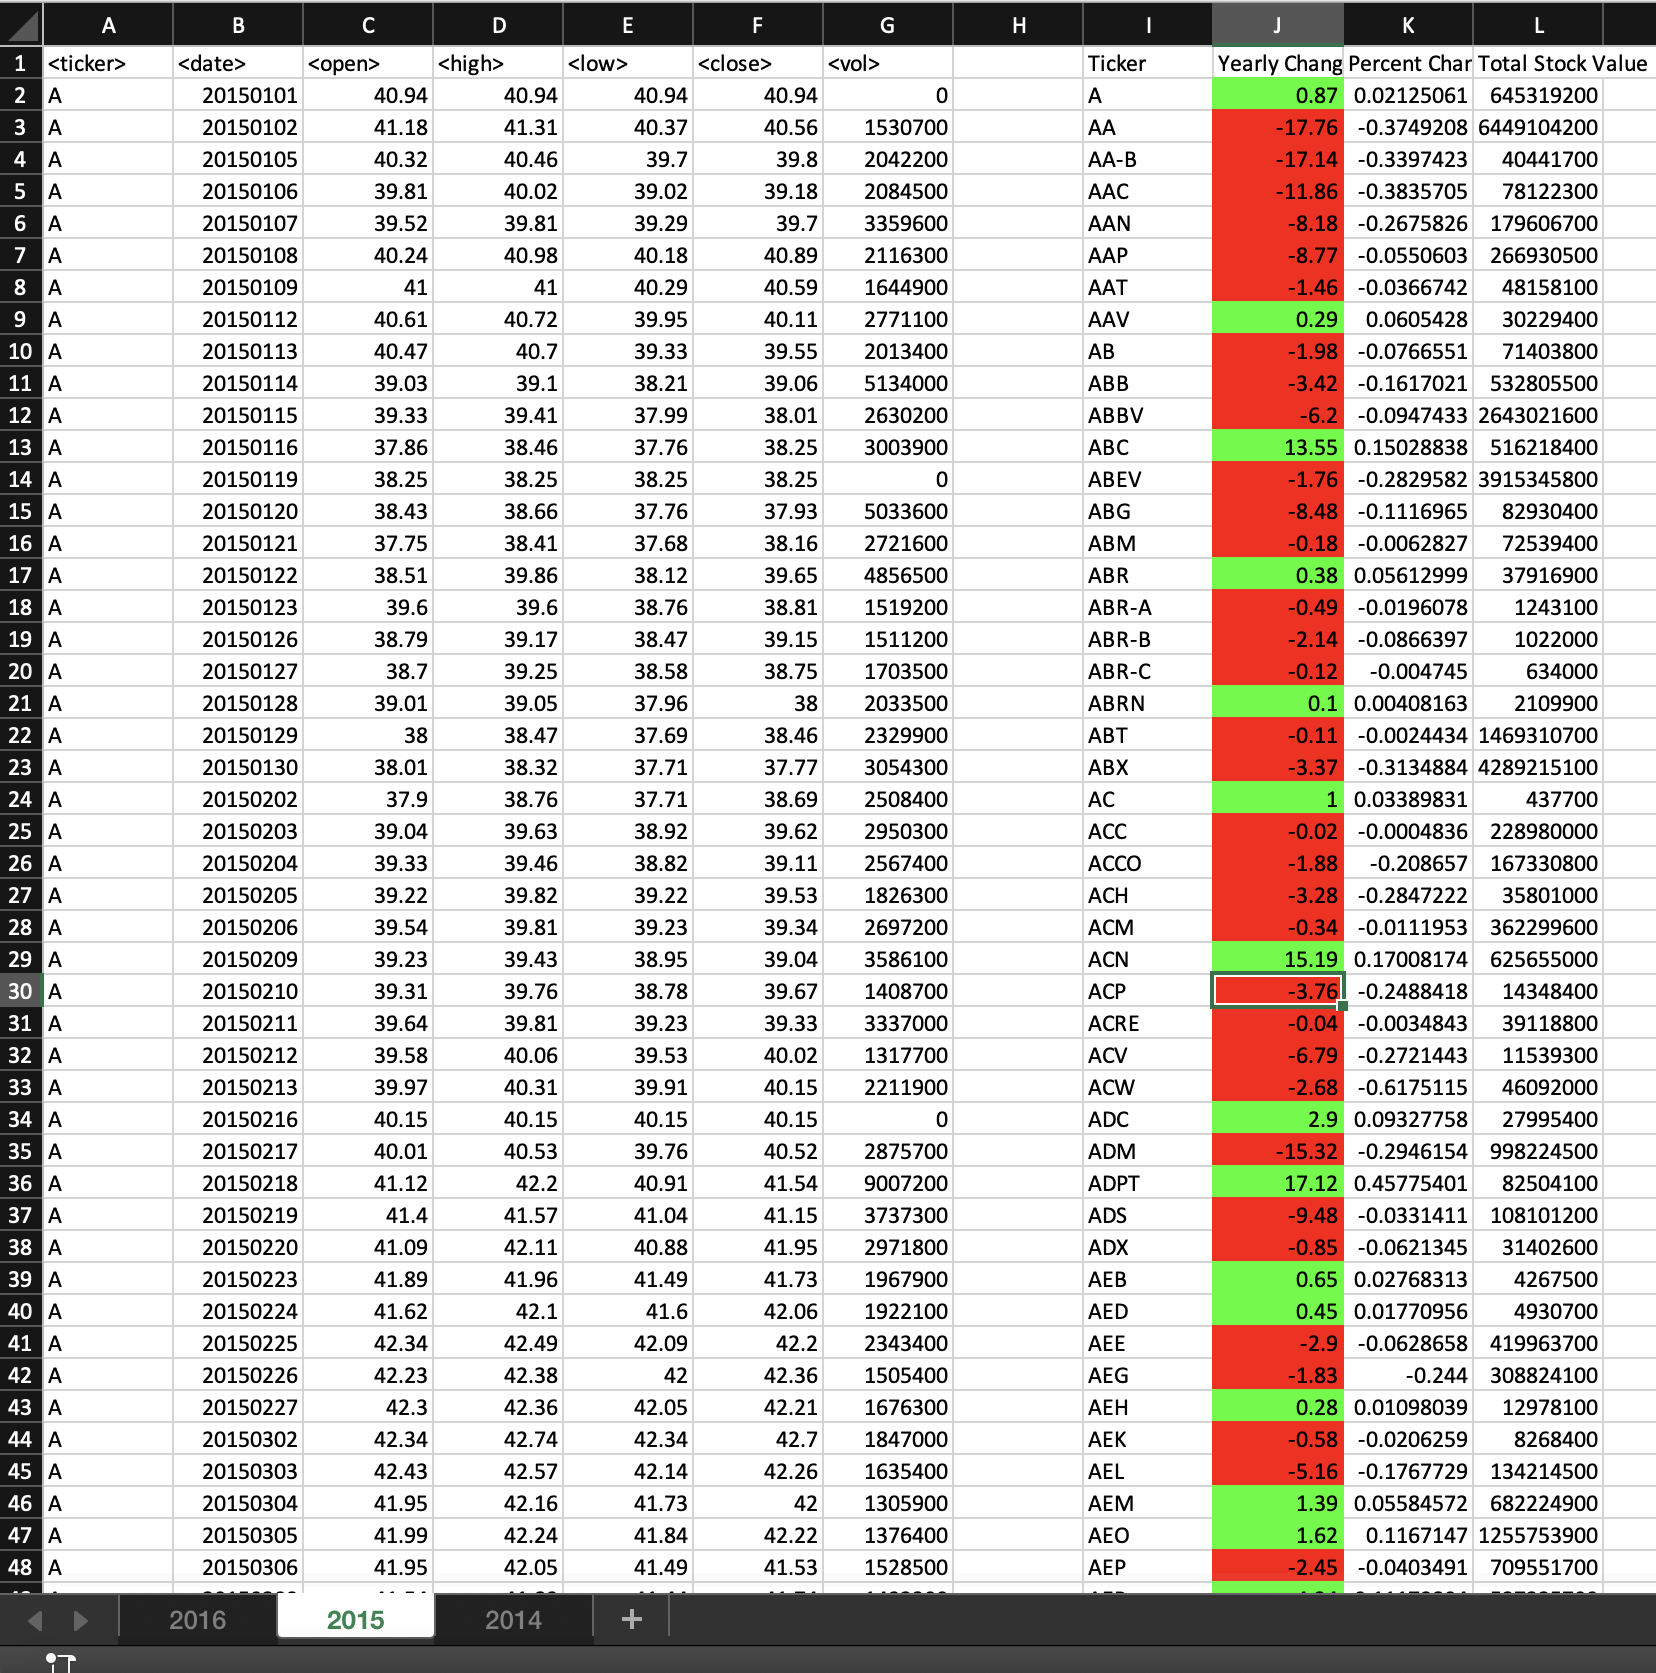 A B C D E F G H I J K L
1 <ticker> <date> <open> <high> <low> <close> <vol> Ticker Yearly Chang Percent Char Total Stock Value
2 A 20150101 40.94 40.94 40.94 40.94 0 A 0.87 0.02125061 645319200
3 A 20150102 41.18 41.31 40.37 40.56 1530700 AA -17.76 -0.3749208 6449104200
4 A 20150105 40.32 40.46 39.7 39.8 2042200 AA-B -17.14 -0.3397423 40441700
5 A 20150106 39.81 40.02 39.02 39.18 2084500 AAC -11.86 -0.3835705 78122300
6 A 20150107 39.52 39.81 39.29 39.7 3359600 AAN -8.18 -0.2675826 179606700
7 A 20150108 40.24 40.98 40.18 40.89 2116300 AAP -8.77 -0.0550603 266930500
8 A 20150109 41 41 40.29 40.59 1644900 AAT -1.46 -0.0366742 48158100
9 A 20150112 40.61 40.72 39.95 40.11 2771100 AAV 0.29 0.0605428 30229400
10 A 20150113 40.47 40.7 39.33 39.55 2013400 AB -1.98 -0.0766551 71403800
11 A 20150114 39.03 39.1 38.21 39.06 5134000 ABB -3.42 -0.1617021 532805500
12 A 20150115 39.33 39.41 37.99 38.01 2630200 ABBV -6.2 -0.0947433 2643021600
13 A 20150116 37.86 38.46 37.76 38.25 3003900 ABC 13.55 0.15028838 516218400
14 A 20150119 38.25 38.25 38.25 38.25 0 ABEV -1.76 -0.2829582 3915345800
15 A 20150120 38.43 38.66 37.76 37.93 5033600 ABG -8.48 -0.1116965 82930400
16 A 20150121 37.75 38.41 37.68 38.16 2721600 ABM -0.18 -0.0062827 72539400
17 A 20150122 38.51 39.86 38.12 39.65 4856500 ABR 0.38 0.05612999 37916900
18 A 20150123 39.6 39.6 38.76 38.81 1519200 ABR-A -0.49 -0.0196078 1243100
19 A 20150126 38.79 39.17 38.47 39.15 1511200 ABR-B -2.14 -0.0866397 1022000
20 A 20150127 38.7 39.25 38.58 38.75 1703500 ABR-C -0.12 -0.004745 634000
21 A 20150128 39.01 39.05 37.96 38 2033500 ABRN 0.1 0.00408163 2109900
22 A 20150129 38 38.47 37.69 38.46 2329900 ABT -0.11 -0.0024434 1469310700
23 A 20150130 38.01 38.32 37.71 37.77 3054300 ABX -3.37 -0.3134884 4289215100
24 A 20150202 37.9 38.76 37.71 38.69 2508400 AC 1 0.03389831 437700
25 A 20150203 39.04 39.63 38.92 39.62 2950300 ACC -0.02 -0.0004836 228980000
26 A 20150204 39.33 39.46 38.82 39.11 2567400 ACCO -1.88 -0.208657 167330800
27 A 20150205 39.22 39.82 39.22 39.53 1826300 ACH -3.28 -0.2847222 35801000
28 A 20150206 39.54 39.81 39.23 39.34 2697200 ACM -0.34 -0.0111953 362299600
29 A 20150209 39.23 39.43 38.95 39.04 3586100 ACN 15.19 0.17008174 625655000
30 A 20150210 39.31 39.76 38.78 39.67 1408700 ACP -3.76 -0.2488418 14348400
31 A 20150211 39.64 39.81 39.23 39.33 3337000 ACRE -0.04 -0.0034843 39118800
32 A 20150212 39.58 40.06 39.53 40.02 1317700 ACV -6.79 -0.2721443 11539300
33 A 20150213 39.97 40.31 39.91 40.15 2211900 ACW -2.68 -0.6175115 46092000
34 A 20150216 40.15 40.15 40.15 40.15 0 ADC 2.9 0.09327758 27995400
35 A 20150217 40.01 40.53 39.76 40.52 2875700 ADM -15.32 -0.2946154 998224500
36 A 20150218 41.12 42.2 40.91 41.54 9007200 ADPT 17.12 0.45775401 82504100
37 A 20150219 41.4 41.57 41.04 41.15 3737300 ADS -9.48 -0.0331411 108101200
38 A 20150220 41.09 42.11 40.88 41.95 2971800 ADX -0.85 -0.0621345 31402600
39 A 20150223 41.89 41.96 41.49 41.73 1967900 AEB 0.65 0.02768313 4267500
40 A 20150224 41.62 42.1 41.6 42.06 1922100 AED 0.45 0.01770956 4930700
41 A 20150225 42.34 42.49 42.09 42.2 2343400 AEE -2.9 -0.0628658 419963700
42 A 20150226 42.23 42.38 42 42.36 1505400 AEG -1.83 -0.244 308824100
43 A 20150227 42.3 42.36 42.05 42.21 1676300 AEH 0.28 0.01098039 12978100
44 A 20150302 42.34 42.74 42.34 42.7 1847000 AEK -0.58 -0.0206259 8268400
45 A 20150303 42.43 42.57 42.14 42.26 1635400 AEL -5.16 -0.1767729 134214500
46 A 20150304 41.95 42.16 41.73 42 1305900 AEM 1.39 0.05584572 682224900
47 A 20150305 41.99 42.24 41.84 42.22 1376400 AEO 1.62 0.1167147 1255753900
48 A 20150306 41.95 42.05 41.49 41.53 1528500 AEP -2.45 -0.0403491 709551700
2016 2015 2014 +